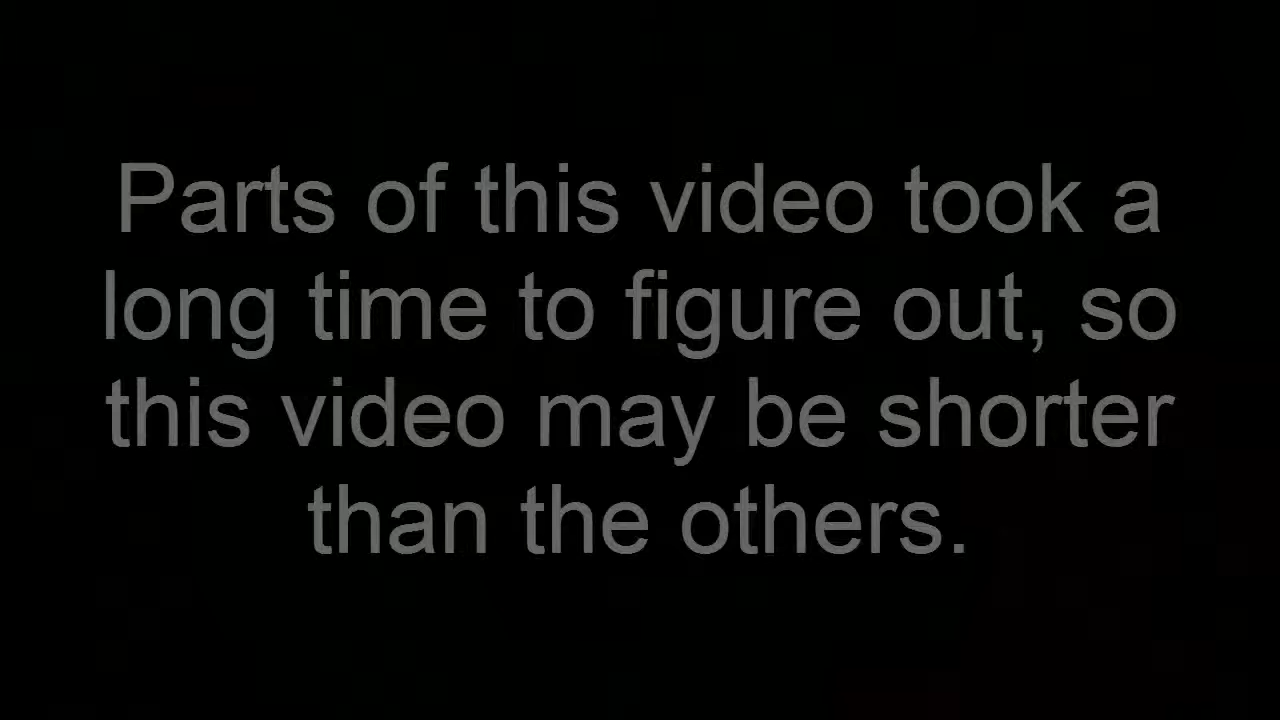 Parts of this video took a
long time to figure out, so
this video may be shorter
than the others.